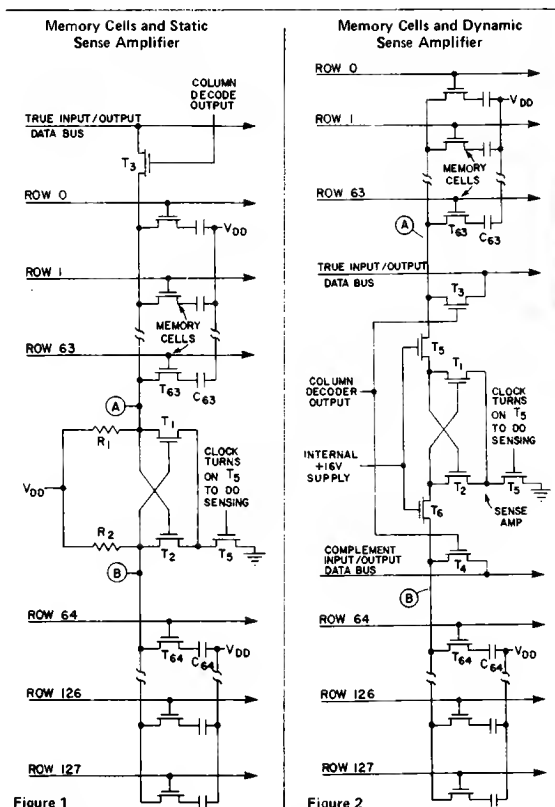 Memory Cells and Static
Sense Amplifier
COLUMN
DECODE
OUTPUT
TRUE INPUT/OUTPUT
DATA BUS
T3
ROW 0
VDD
ROW 1
MEMORY
CELLS
ROW 63
T63
C63
A
R1
T1
CLOCK
TURNS
ON T5
TO DO
SENSING
VDD
R2
T2
T5
B
ROW 64
T64
C64
VDD
ROW 126
ROW 127
Figure 1
Memory Cells and Dynamic
Sense Amplifier
ROW 0
VDD
ROW 1
MEMORY
CELLS
ROW 63
A
T63
C63
TRUE INPUT/OUTPUT
DATA BUS
T3
T5
T1
COLUMN
DECODER
OUTPUT
CLOCK
TURNS
ON T5
TO DO
SENSING
INTERNAL
+16V
SUPPLY
T2
T5
T6
SENSE
AMP
COMPLEMENT
INPUT/OUTPUT
DATA BUS
T4
B
ROW 64
T64
C64
VDD
ROW 126
ROW 127
Figure 2